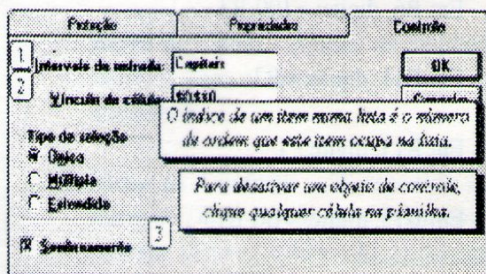 Proteção Propriedades Controle
1 Intervalo de entrada: Capitais OK
2 Vínculo da célula: Cancelar
O índice de um item numa lista é o número
de ordem que este item ocupa na lista.
Tipo de seleção
Única
Múltipla
Estendida
Para desativar um objeto de controle,
clique qualquer célula na planilha.
Sombreamento 3